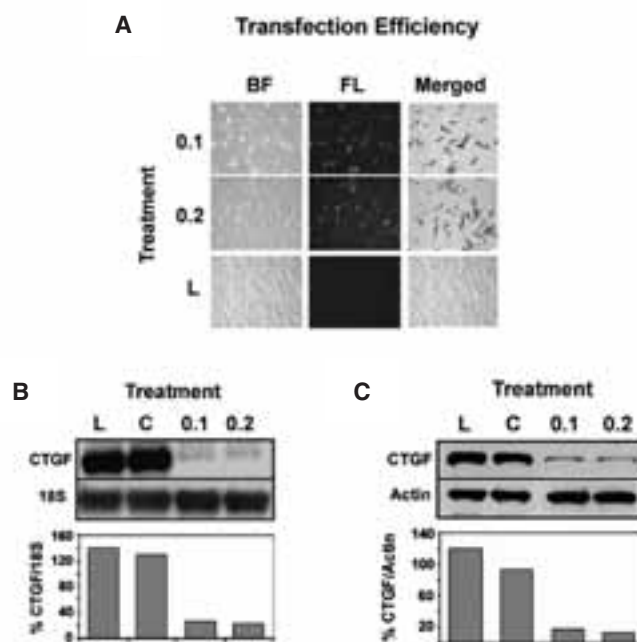 A
Transfection Efficiency
BF FL Merged
Treatment
0.1
0.2
L
B
Treatment
L C 0.1 0.2
CTGF
18S
% CTGF/18S
160
120
80
40
0
C
Treatment
L C 0.1 0.2
CTGF
Actin
% CTGF/Actin
140
100
60
20